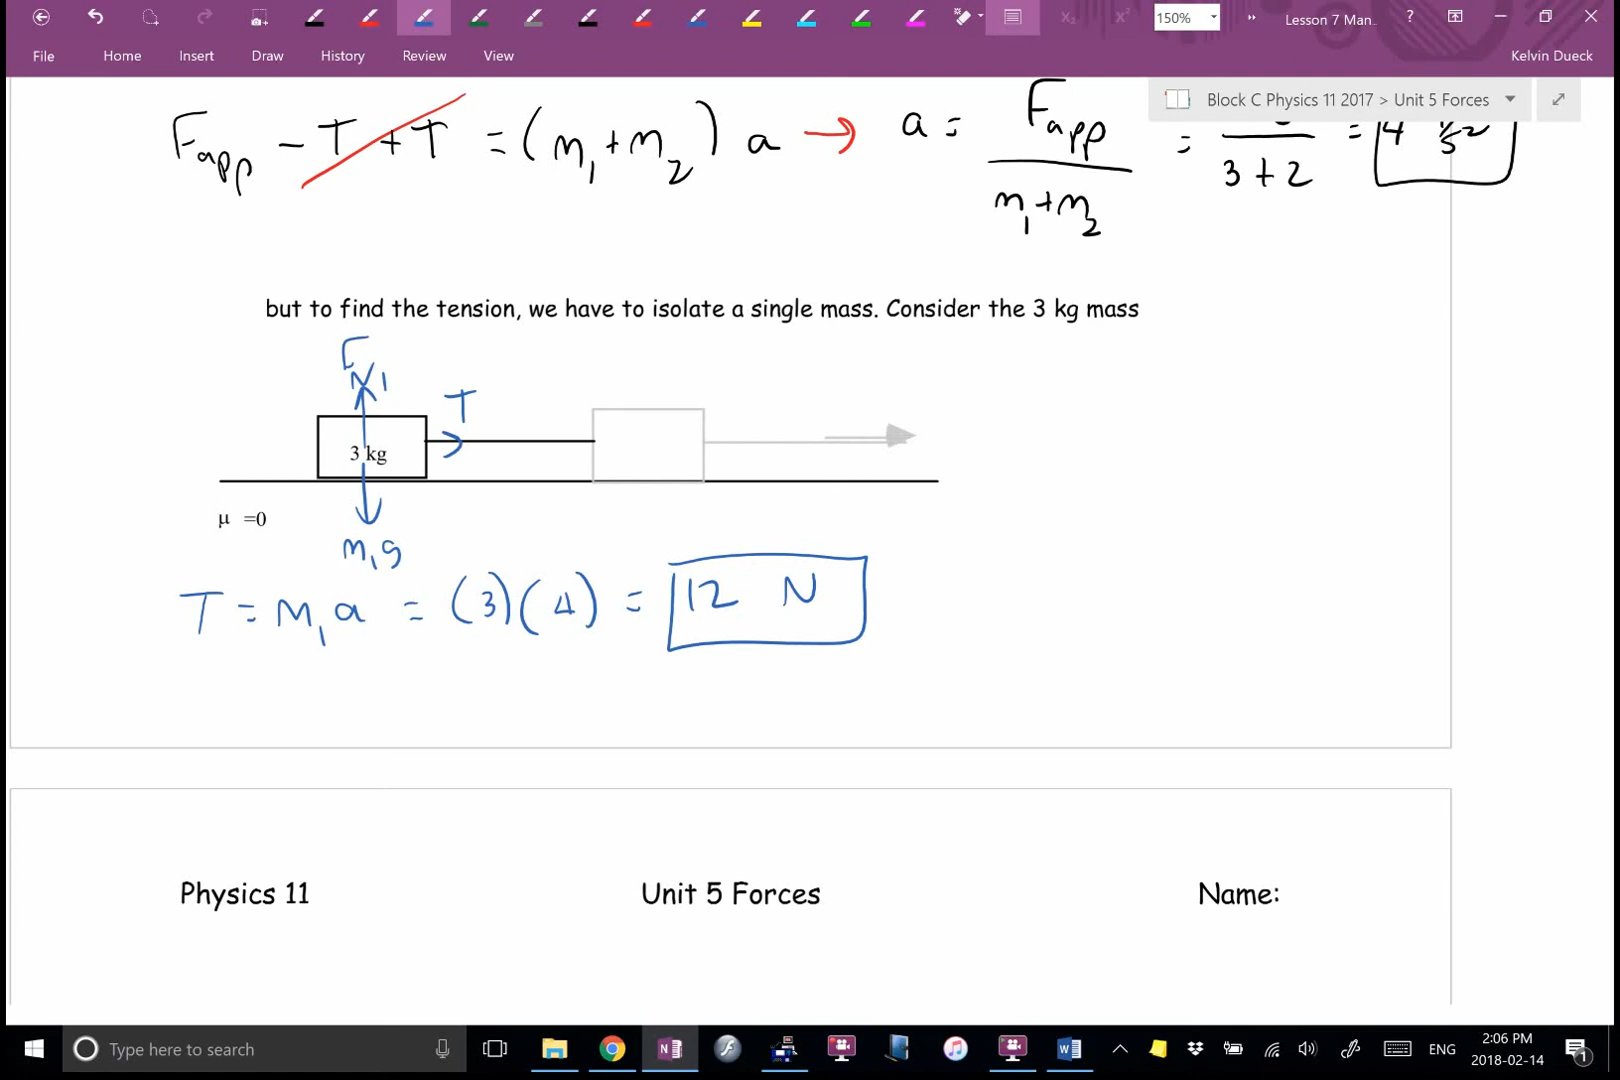 150% Lesson 7 Man.. ?
File Home Insert Draw History Review View Kelvin Dueck
Block C Physics 11 2017 > Unit 5 Forces
Fapp - T + T = (m₁+m₂) a → a = Fapp / m₁+m₂ = 3+2 = 4 m/s²
but to find the tension, we have to isolate a single mass. Consider the 3 kg mass
FN1
T
3 kg
μ =0
m₁g
T = m₁a = (3)(4) = 12 N
Physics 11 Unit 5 Forces Name:
Type here to search
ENG
2:06 PM
2018-02-14
1